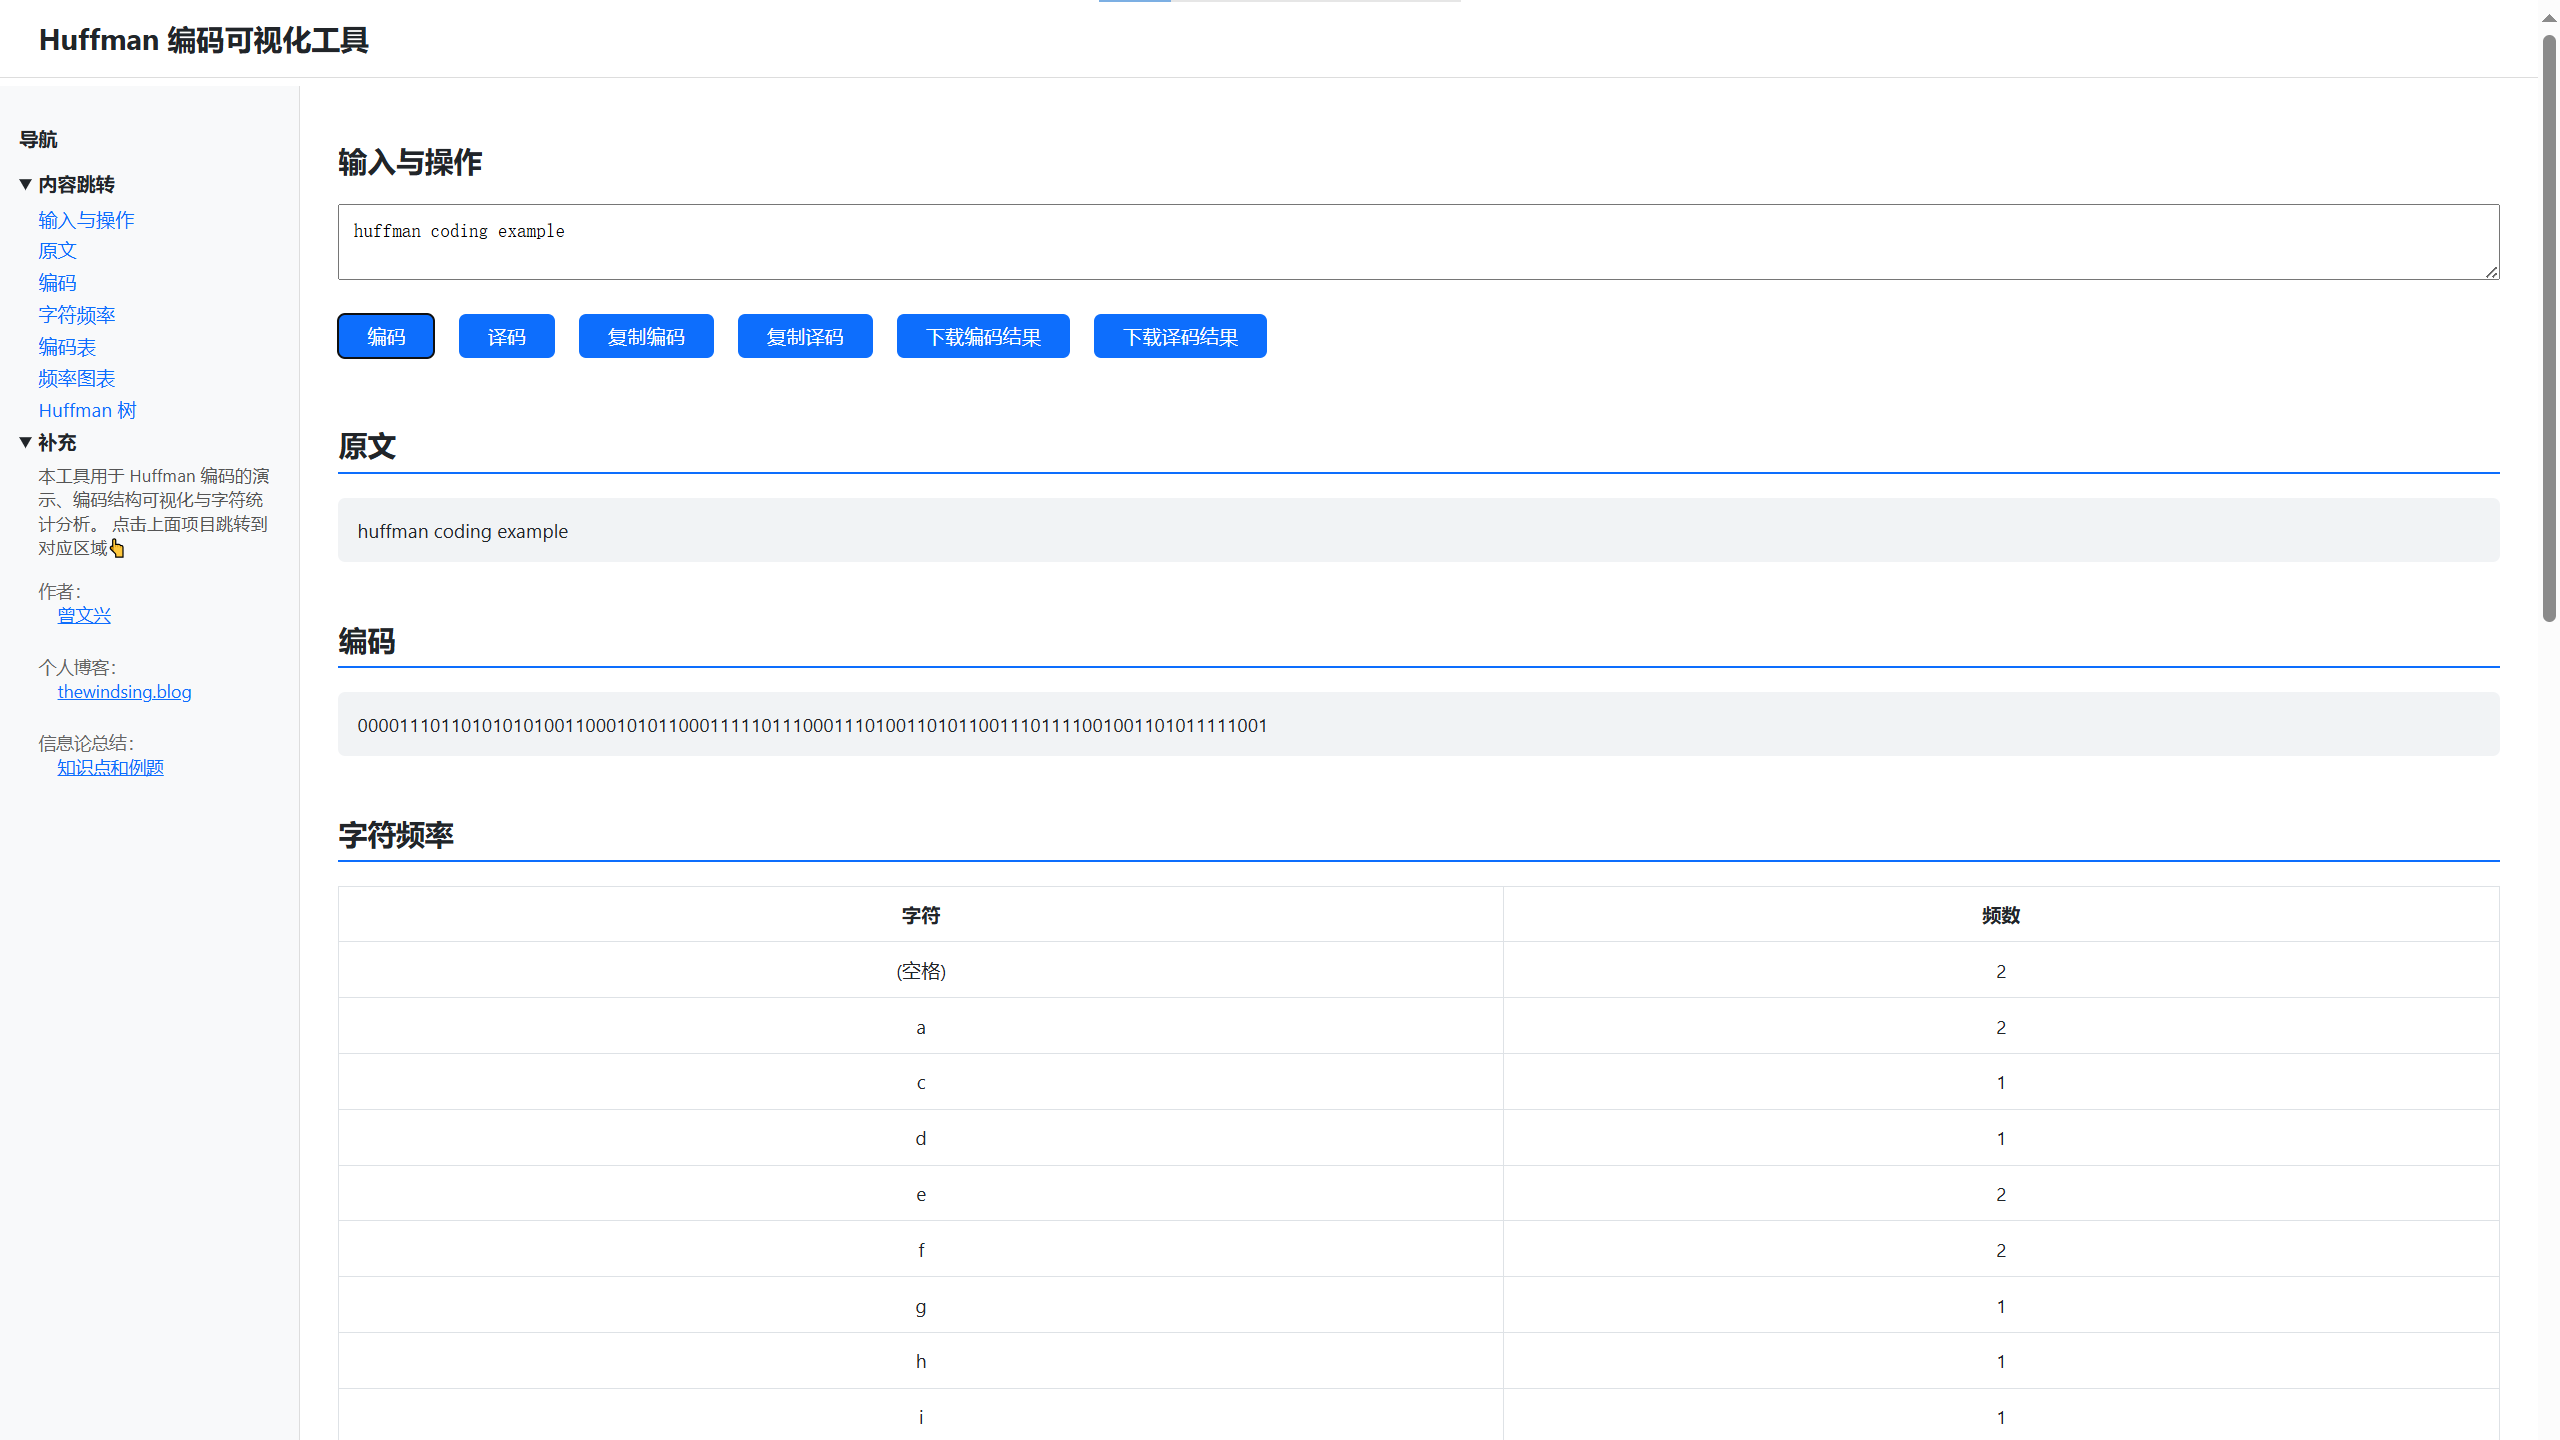 Huffman 编码可视化工具
导航
▼ 内容跳转
输入与操作
原文
编码
字符频率
编码表
频率图表
Huffman 树
▼ 补充
本工具用于 Huffman 编码的演
示、编码结构可视化与字符统
计分析。 点击上面项目跳转到
对应区域👆
作者：
曾文兴
个人博客：
thewindsing.blog
信息论总结：
知识点和例题
输入与操作
huffman coding example
编码 译码 复制编码 复制译码 下载编码结果 下载译码结果
原文
huffman coding example
编码
0000111011010101010011000101011000111110111000111010011010110011101111001001101011111001
字符频率
字符 频数
(空格) 2
a 2
c 1
d 1
e 2
f 2
g 1
h 1
i 1